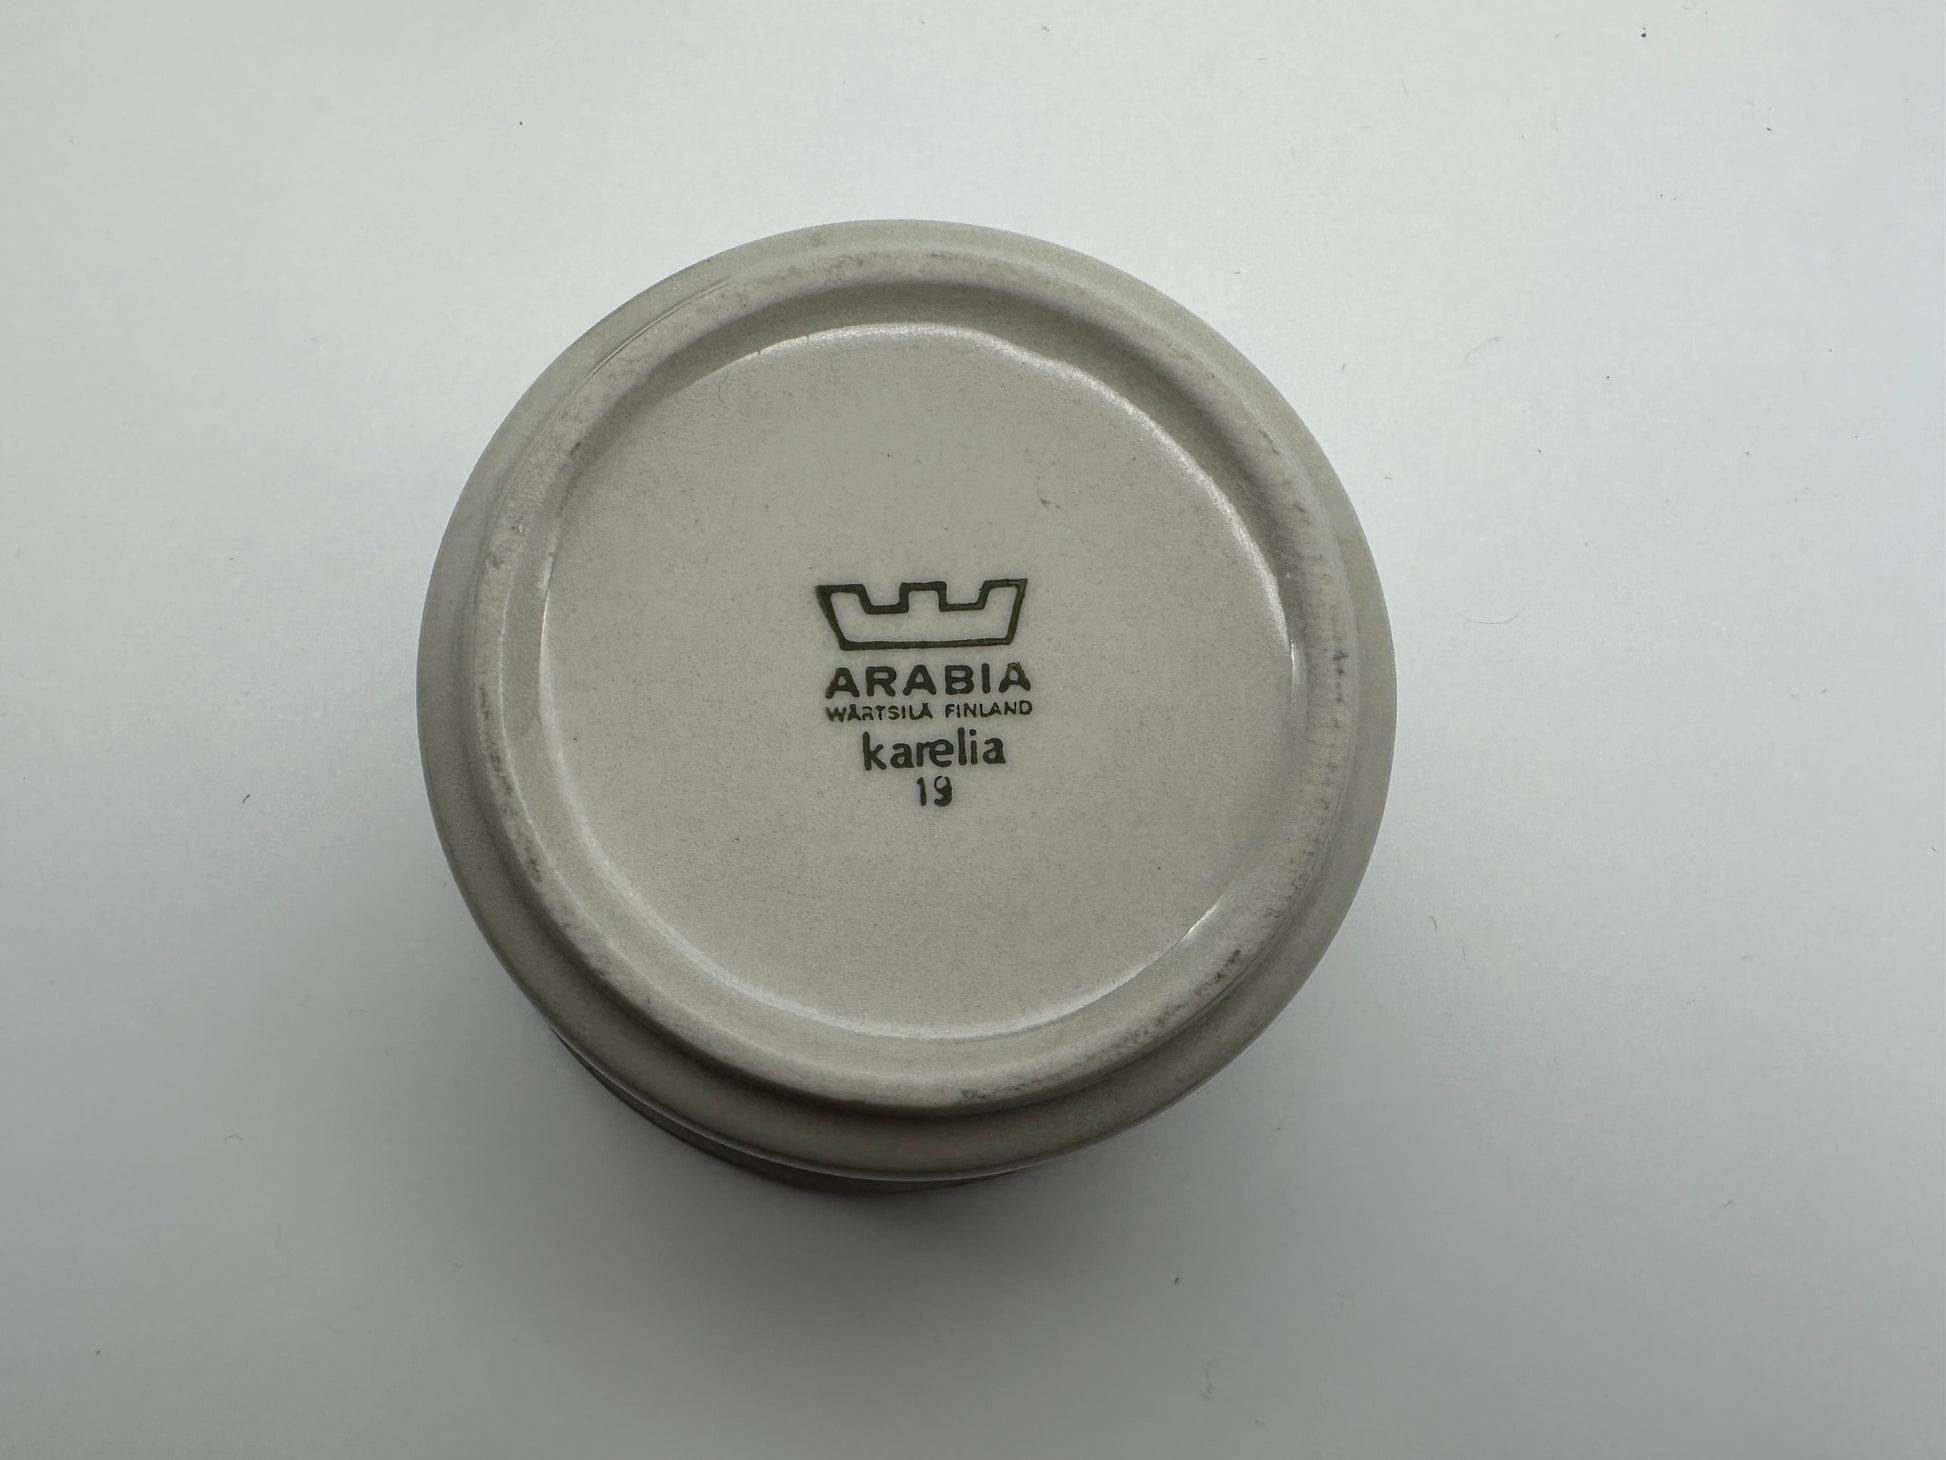 ARABIA
WÄRTSILÄ FINLAND
karelia
19